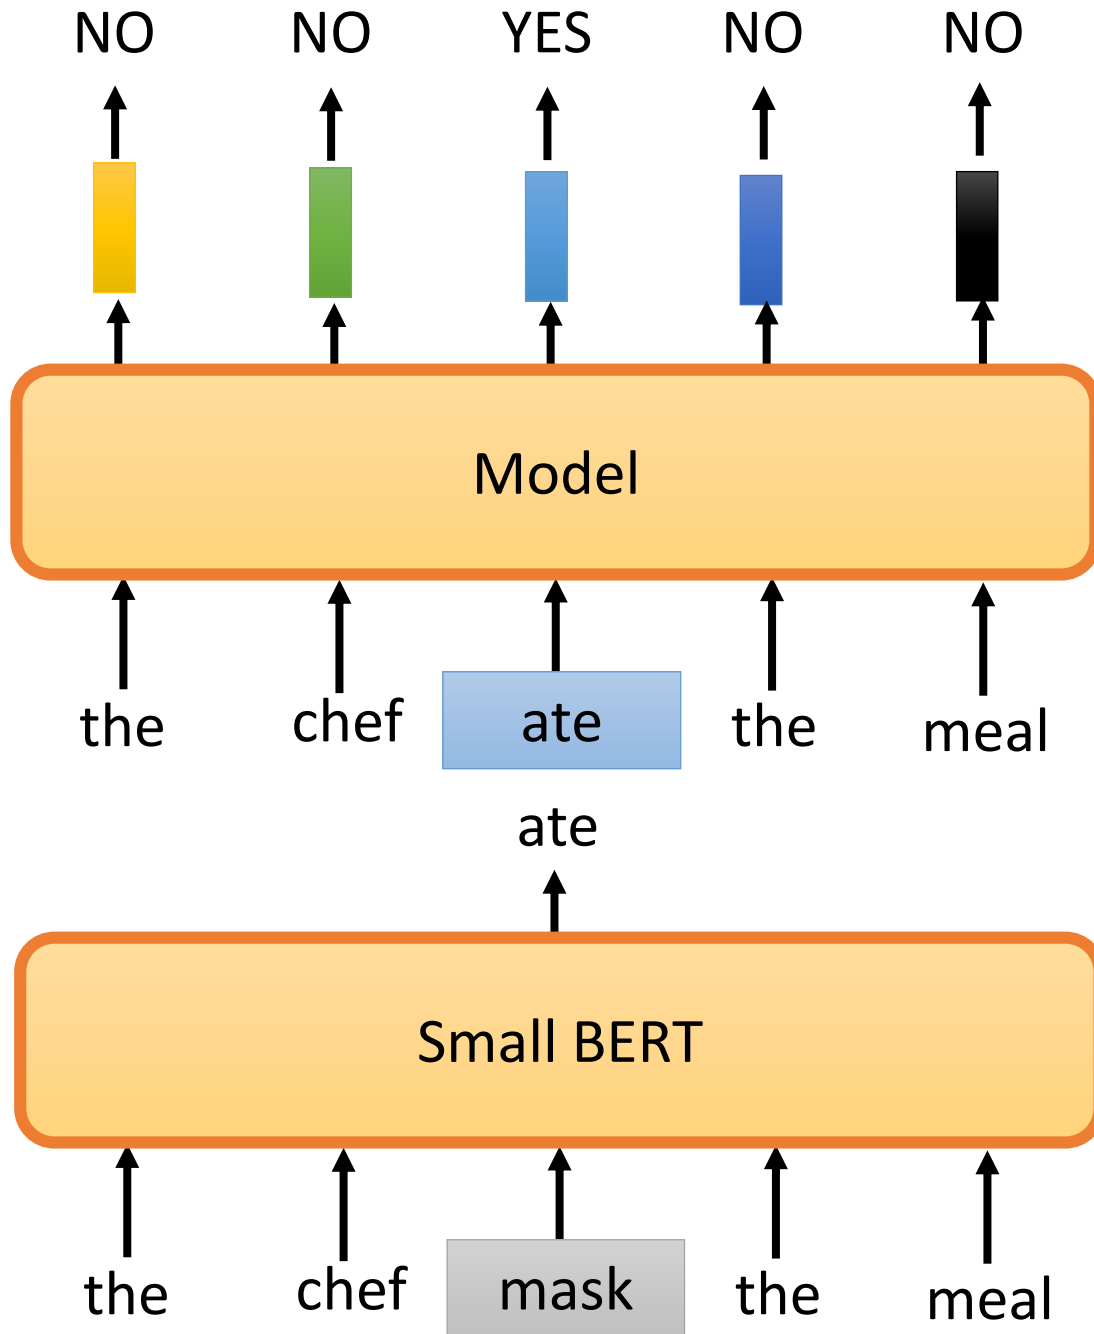 NO NO YES NO NO
Model
the chef ate the meal
ate
Small BERT
the chef mask the meal